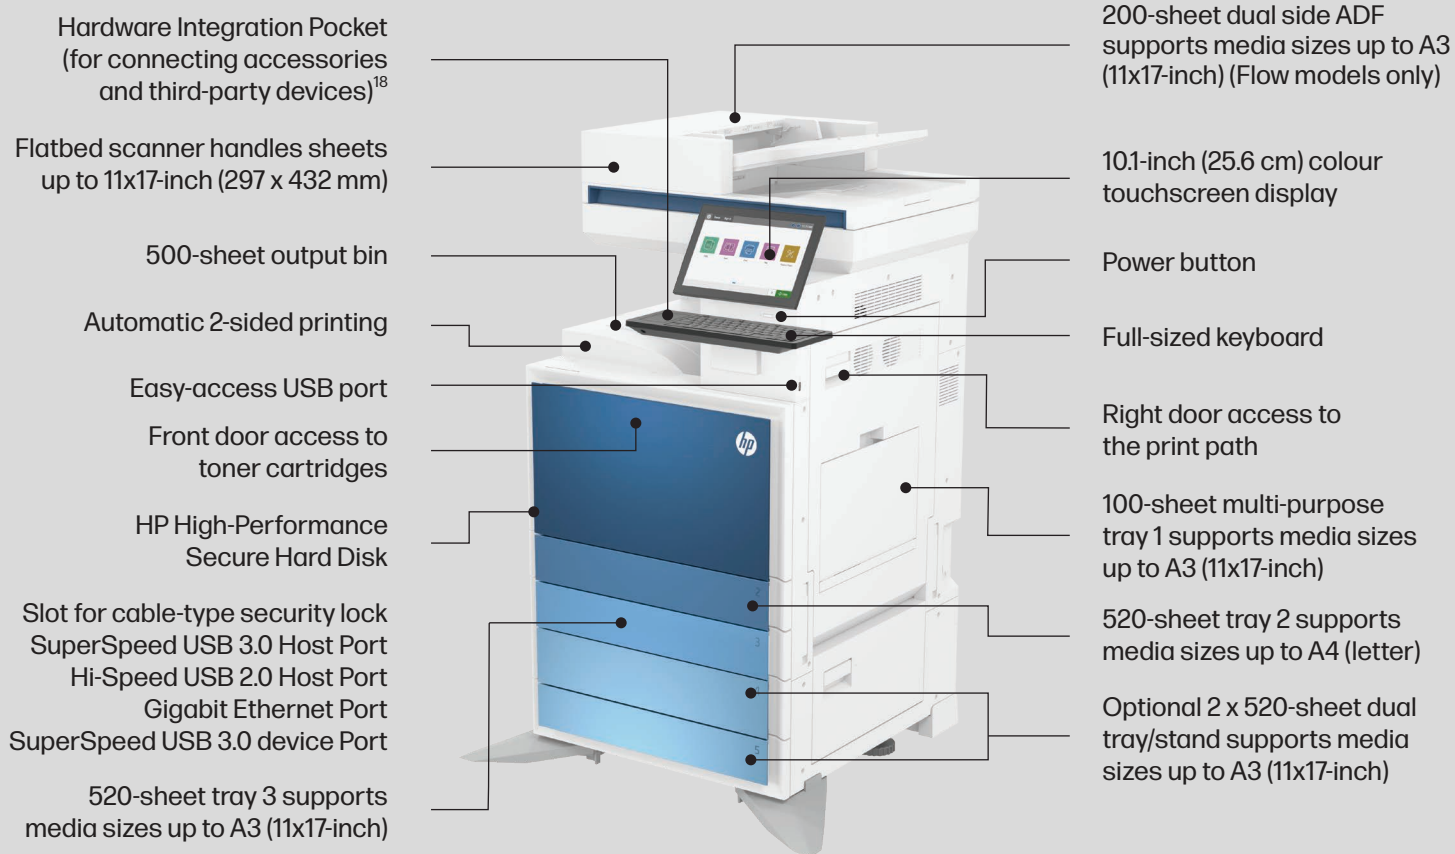 Hardware Integration Pocket
(for connecting accessories
and third-party devices)18
Flatbed scanner handles sheets
up to 11x17-inch (297 x 432 mm)
500-sheet output bin
Automatic 2-sided printing
Easy-access USB port
Front door access to
toner cartridges
HP High-Performance
Secure Hard Disk
Slot for cable-type security lock
SuperSpeed USB 3.0 Host Port
Hi-Speed USB 2.0 Host Port
Gigabit Ethernet Port
SuperSpeed USB 3.0 device Port
520-sheet tray 3 supports
media sizes up to A3 (11x17-inch)
hp
2
3
4
5
200-sheet dual side ADF
supports media sizes up to A3
(11x17-inch) (Flow models only)
10.1-inch (25.6 cm) colour
touchscreen display
Power button
Full-sized keyboard
Right door access to
the print path
100-sheet multi-purpose
tray 1 supports media sizes
up to A3 (11x17-inch)
520-sheet tray 2 supports
media sizes up to A4 (letter)
Optional 2 x 520-sheet dual
tray/stand supports media
sizes up to A3 (11x17-inch)